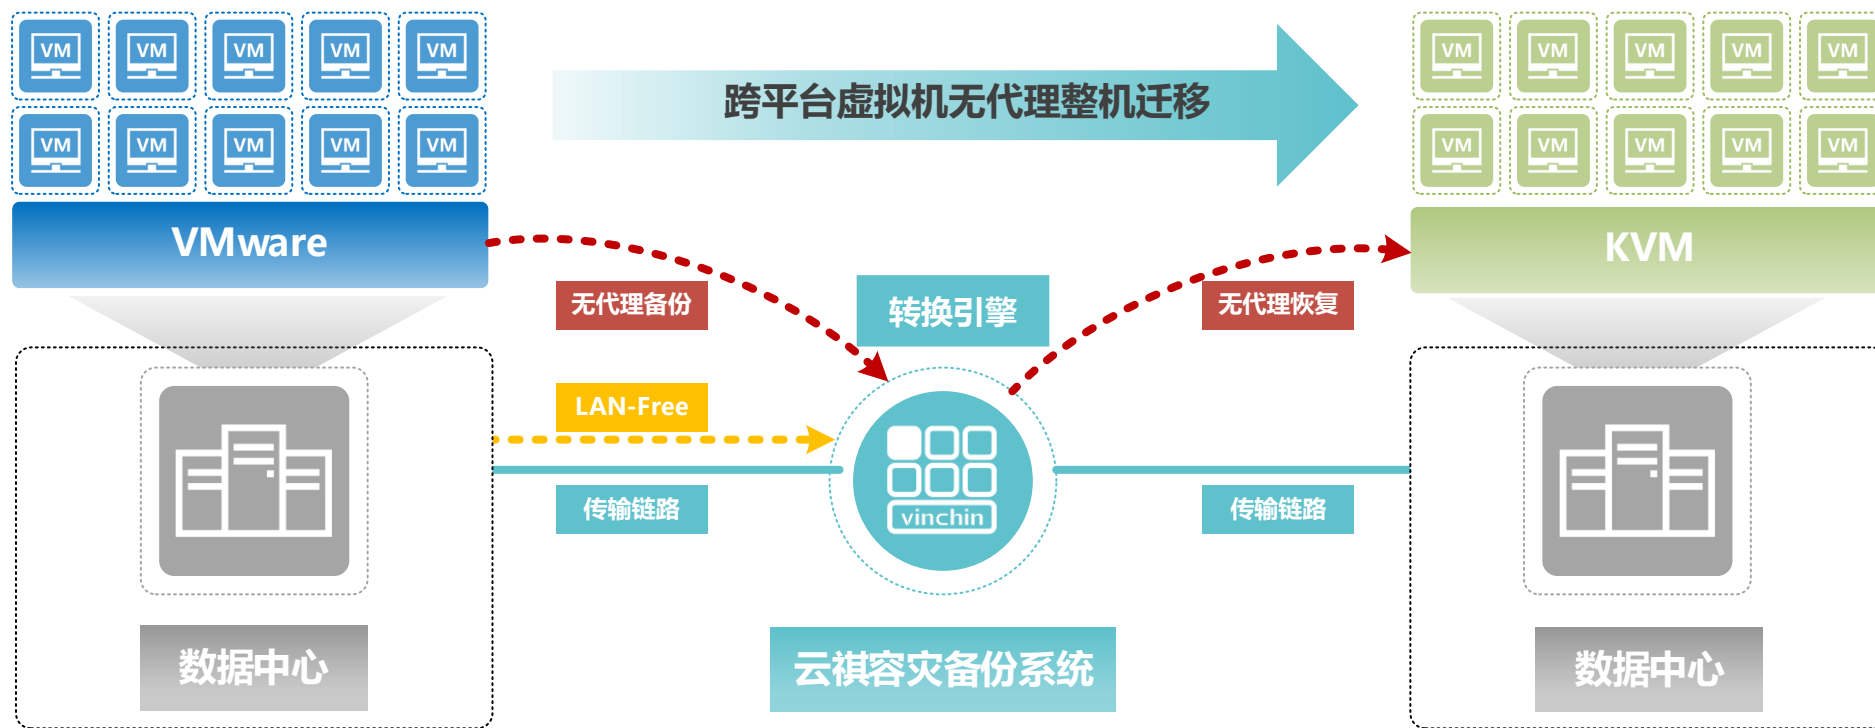 VM VM VM VM VM
VM VM VM VM VM
VMware
跨平台虚拟机无代理整机迁移
VM VM VM VM VM
VM VM VM VM VM
KVM
无代理备份
转换引擎
无代理恢复
LAN-Free
vinchin
传输链路
传输链路
数据中心
云祺容灾备份系统
数据中心